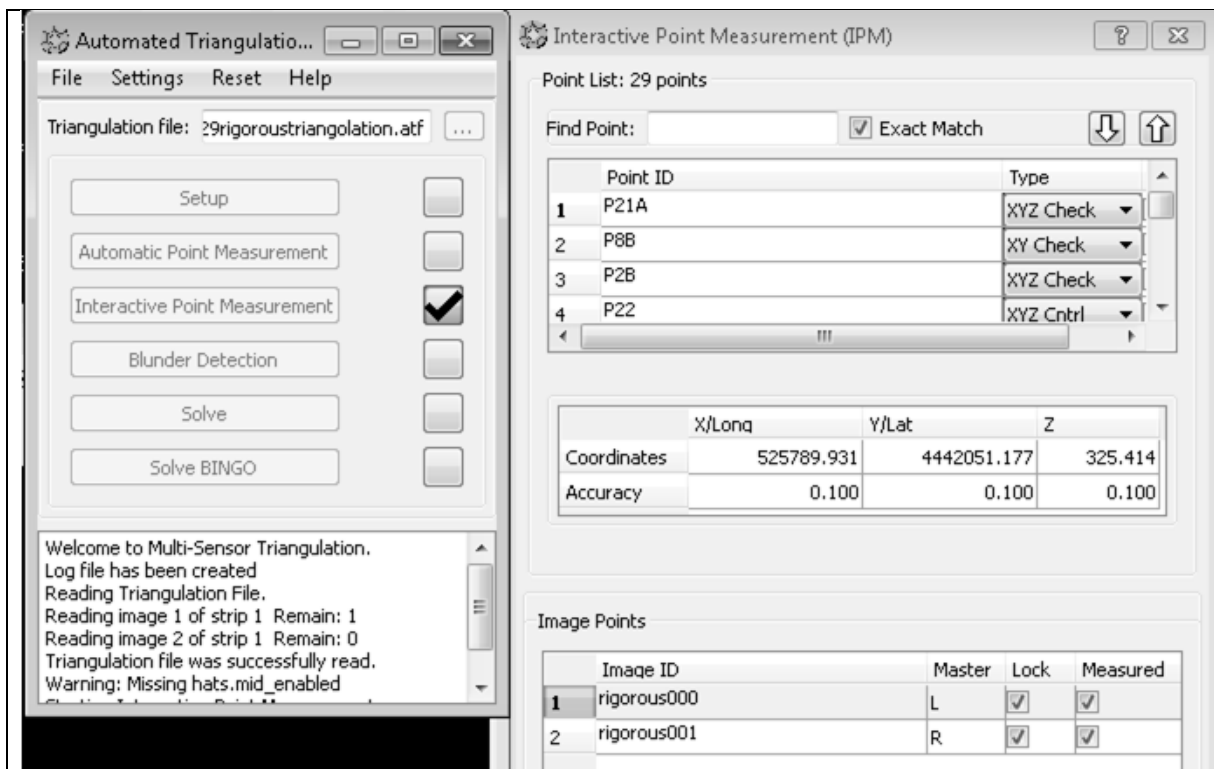 Automated Triangulatio...
File Settings Reset Help
Triangulation file: 29rigoroustriangolation.atf ...
Setup
Automatic Point Measurement
Interactive Point Measurement
Blunder Detection
Solve
Solve BINGO
Welcome to Multi-Sensor Triangulation.
Log file has been created
Reading Triangulation File.
Reading image 1 of strip 1 Remain: 1
Reading image 2 of strip 1 Remain: 0
Triangulation file was successfully read.
Warning: Missing hats.mid_enabled
Interactive Point Measurement (IPM)
Point List: 29 points
Find Point: Exact Match
Point ID Type
1 P21A XYZ Check
2 P8B XY Check
3 P2B XYZ Check
4 P22 XYZ Cntrl
X/Long Y/Lat Z
Coordinates 525789.931 4442051.177 325.414
Accuracy 0.100 0.100 0.100
Image Points
Image ID Master Lock Measured
1 rigorous000 L
2 rigorous001 R